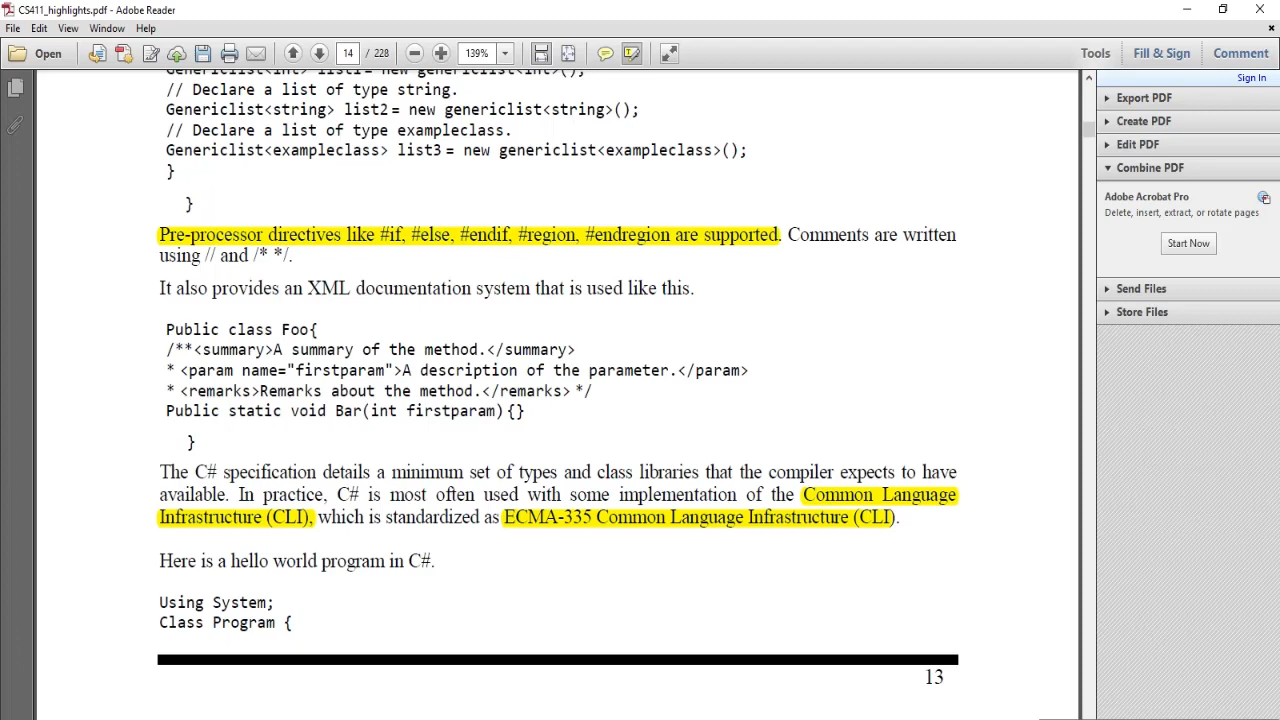 CS411_highlights.pdf - Adobe Reader
File Edit View Window Help
Open 14 / 228 139% Tools Fill & Sign Comment
Sign In
Genericlist<int> list1 = new genericlist<int>();
// Declare a list of type string.
Genericlist<string> list2 = new genericlist<string>();
// Declare a list of type exampleclass.
Genericlist<exampleclass> list3 = new genericlist<exampleclass>();
}
}
Pre-processor directives like #if, #else, #endif, #region, #endregion are supported. Comments are written
using // and /* */.
It also provides an XML documentation system that is used like this.
Public class Foo{
/**<summary>A summary of the method.</summary>
* <param name="firstparam">A description of the parameter.</param>
* <remarks>Remarks about the method.</remarks> */
Public static void Bar(int firstparam){}
}
The C# specification details a minimum set of types and class libraries that the compiler expects to have
available. In practice, C# is most often used with some implementation of the Common Language
Infrastructure (CLI), which is standardized as ECMA-335 Common Language Infrastructure (CLI).
Here is a hello world program in C#.
Using System;
Class Program {
13
Export PDF
Create PDF
Edit PDF
Combine PDF
Adobe Acrobat Pro
Delete, insert, extract, or rotate pages
Start Now
Send Files
Store Files